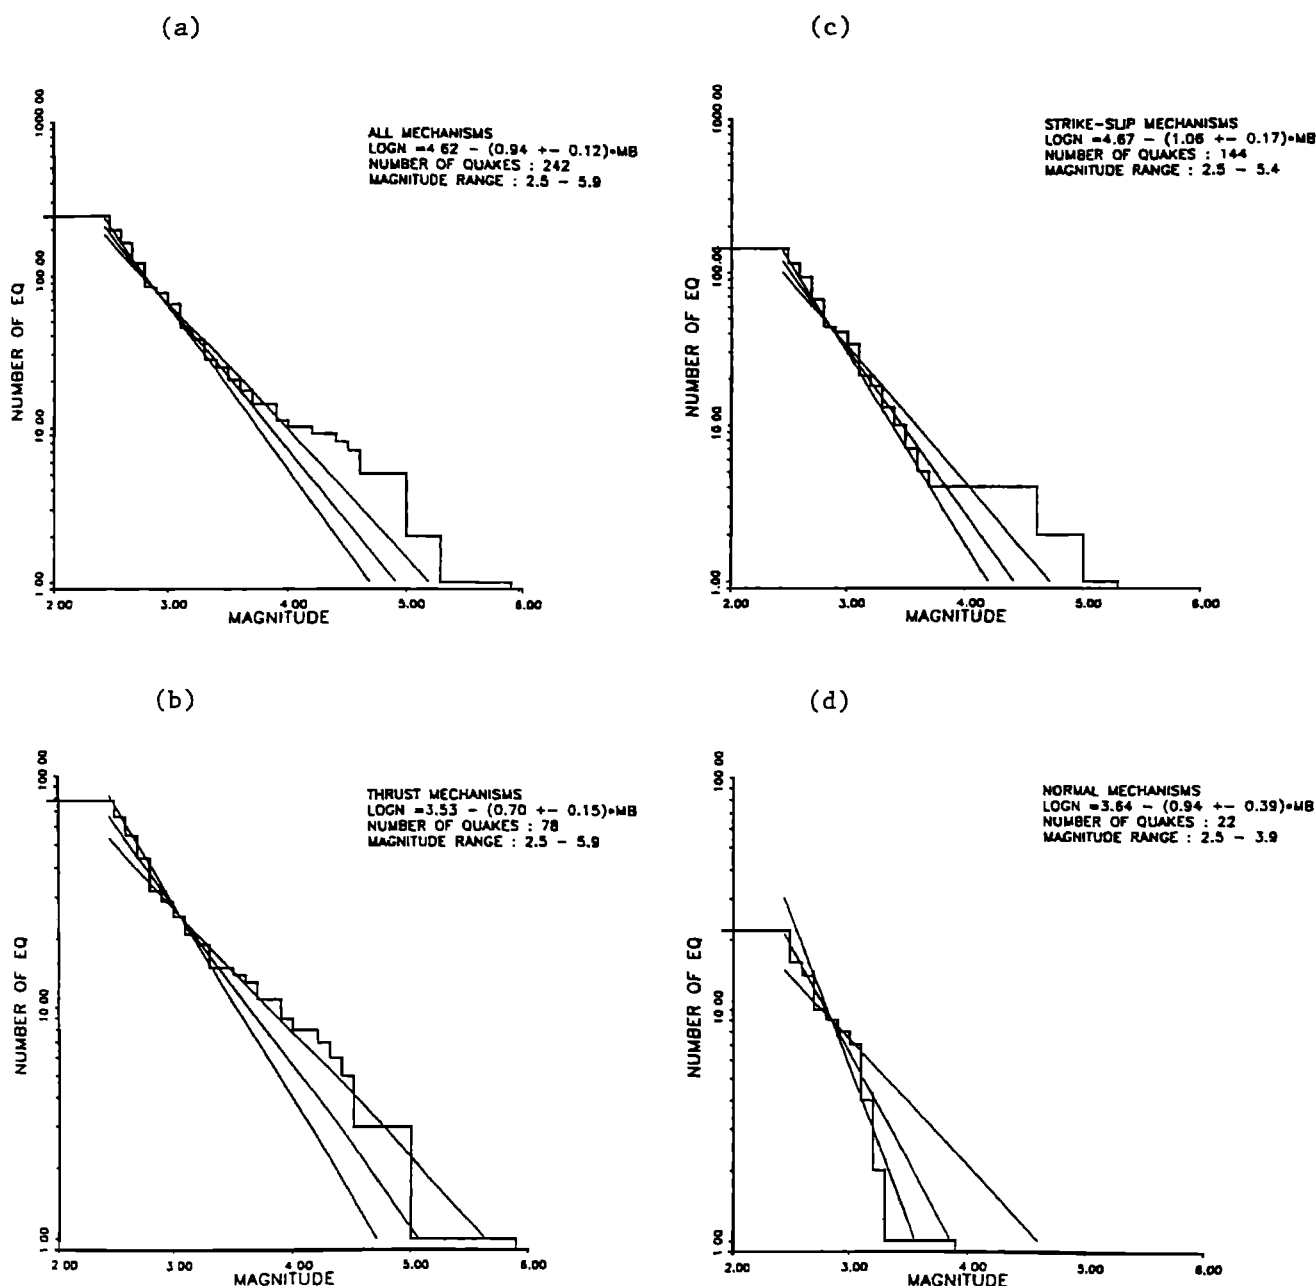 (a)
1000 00
100.00
10.00
1.00
NUMBER OF EQ
ALL MECHANISMS
LOGN =4 62 - (0.94 +- 0.12)*MB
NUMBER OF QUAKES : 242
MAGNITUDE RANGE : 2.5 - 5.9
2.00 3.00 4.00 5.00 6.00
MAGNITUDE
(c)
1000 00
100.00
10.00
1.00
NUMBER OF EQ
STRIKE-SLIP MECHANISMS
LOGN =4.67 - (1.06 +- 0.17)*MB
NUMBER OF QUAKES : 144
MAGNITUDE RANGE : 2.5 - 5.4
2 00 3.00 4.00 5.00 6.00
MAGNITUDE
(b)
100 00
10 00
1 00
NUMBER OF EQ
THRUST MECHANISMS
LOGN =3.53 - (0.70 +- 0.15)*MB
NUMBER OF QUAKES : 78
MAGNITUDE RANGE : 2.5 - 5.9
2 00 3.00 4.00 5.00 6 00
MAGNITUDE
(d)
100 00
10 00
1 00
NUMBER OF EQ
NORMAL MECHANISMS
LOGN =3.64 - (0.94 +- 0.39)*MB
NUMBER OF QUAKES : 22
MAGNITUDE RANGE : 2.5 - 3.9
2.00 3.00 4.00 5.00 6.00
MAGNITUDE